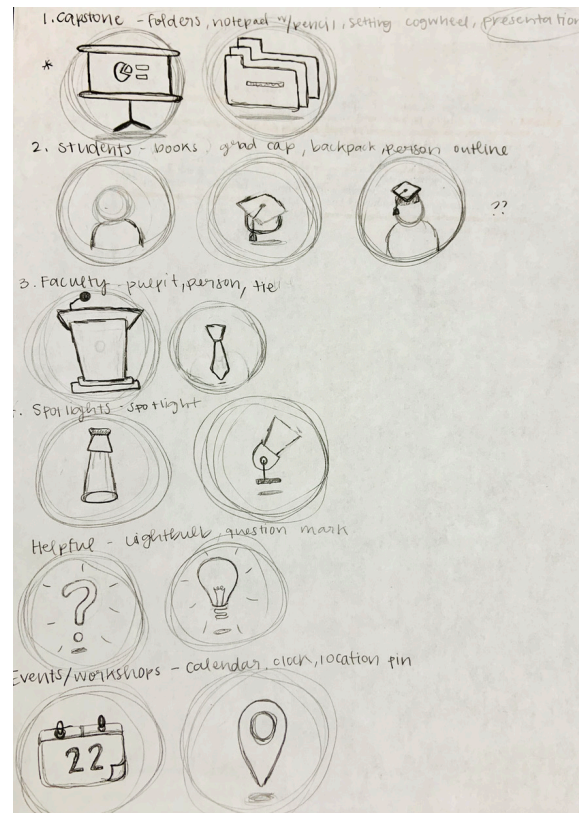 1. capstone - folders, notepad w/pencil, setting cogwheel, presentation
*
2. Students - books, grad cap, backpack, person outline
??
3. Faculty - pulpit, person, tie
. Spotlights - spotlight
Helpful - lightbulb, question mark
Events/workshops - calendar, clock, location pin
22